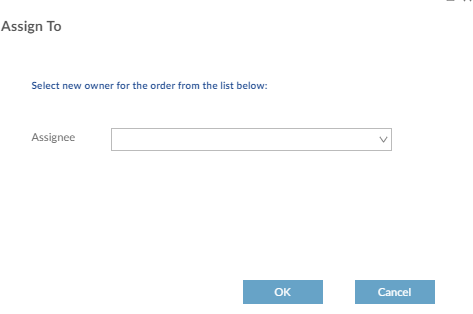 Assign To
Select new owner for the order from the list below:
Assignee
OK
Cancel